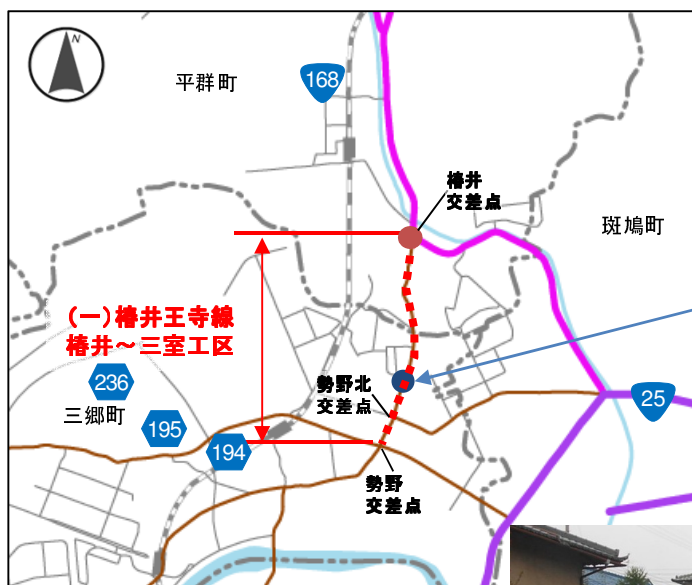 N
平群町
168
椿井
交差点
斑鳩町
(一)椿井王寺線
椿井～三室工区
236
三郷町
195
194
勢野北
交差点
25
勢野
交差点